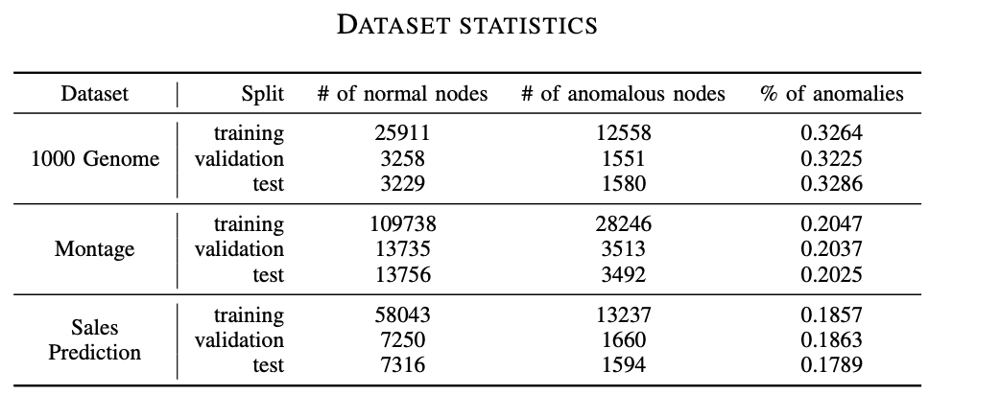 DATASET STATISTICS
Dataset Split # of normal nodes # of anomalous nodes % of anomalies
training 25911 12558 0.3264
1000 Genome validation 3258 1551 0.3225
test 3229 1580 0.3286
training 109738 28246 0.2047
Montage validation 13735 3513 0.2037
test 13756 3492 0.2025
training 58043 13237 0.1857
Sales Prediction validation 7250 1660 0.1863
test 7316 1594 0.1789